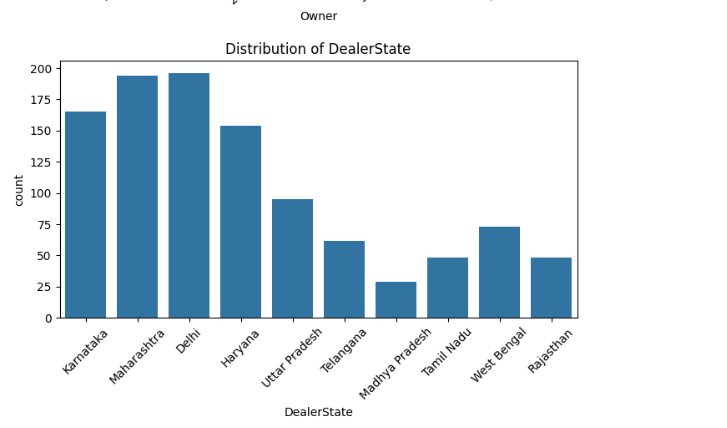 Owner
Distribution of DealerState
200
175
150
125
100
75
50
25
0
count
Karnataka
Maharashtra
Delhi
Haryana
Uttar Pradesh
Telangana
Madhya Pradesh
Tamil Nadu
West Bengal
Rajasthan
DealerState